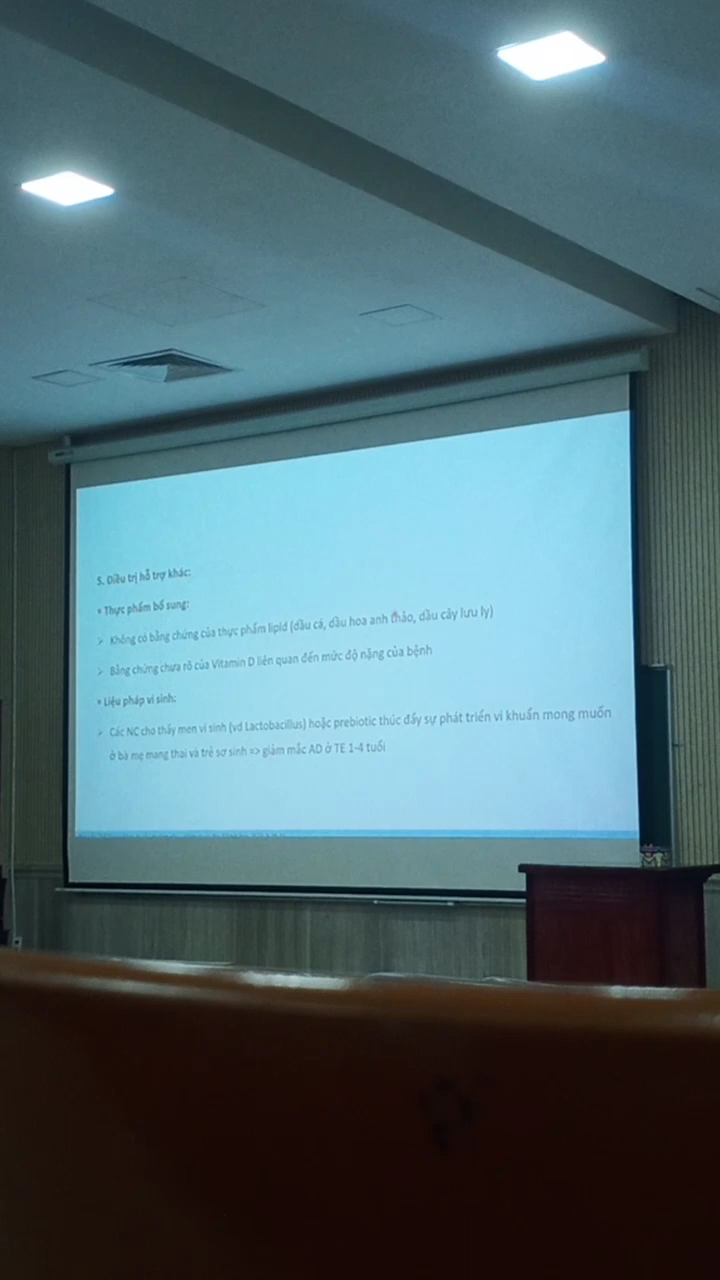 5. Điều trị hỗ trợ khác:
* Thực phẩm bổ sung:
➢ Không có bằng chứng của thực phẩm lipid (dầu cá, dầu hoa anh thảo, dầu cây lưu ly)
➢ Bằng chứng chưa rõ của Vitamin D liên quan đến mức độ nặng của bệnh
* Liệu pháp vi sinh:
➢ Các NC cho thấy men vi sinh (vd Lactobacillus) hoặc prebiotic thúc đẩy sự phát triển vi khuẩn mong muốn
ở bà mẹ mang thai và trẻ sơ sinh => giảm mắc AD ở TE 1-4 tuổi